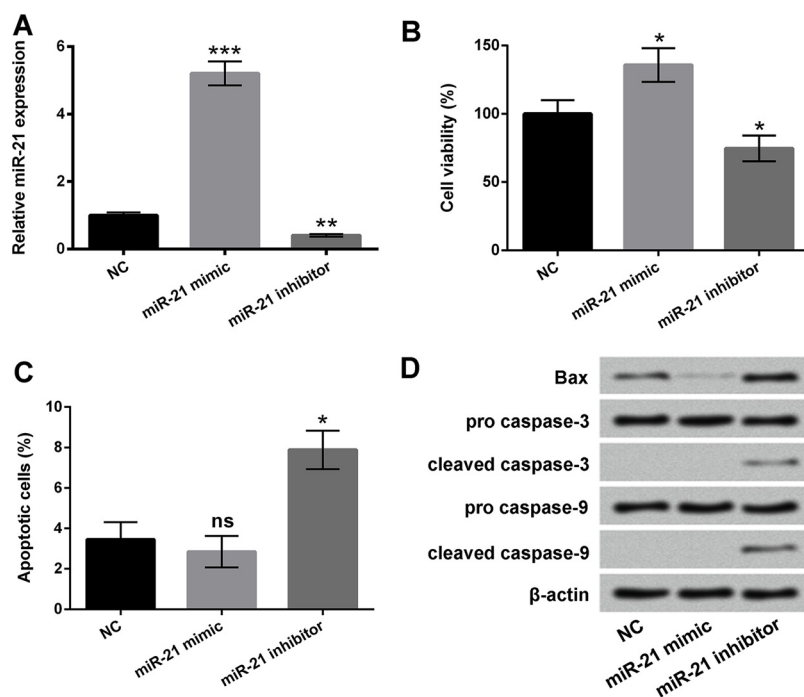 A
Relative miR-21 expression
6
4
2
0
***
**
NC
miR-21 mimic
miR-21 inhibitor
B
Cell viability (%)
150
100
50
0
*
*
NC
miR-21 mimic
miR-21 inhibitor
C
Apoptotic cells (%)
10
8
6
4
2
0
ns
*
NC
miR-21 mimic
miR-21 inhibitor
D
Bax
pro caspase-3
cleaved caspase-3
pro caspase-9
cleaved caspase-9
β-actin
NC
miR-21 mimic
miR-21 inhibitor